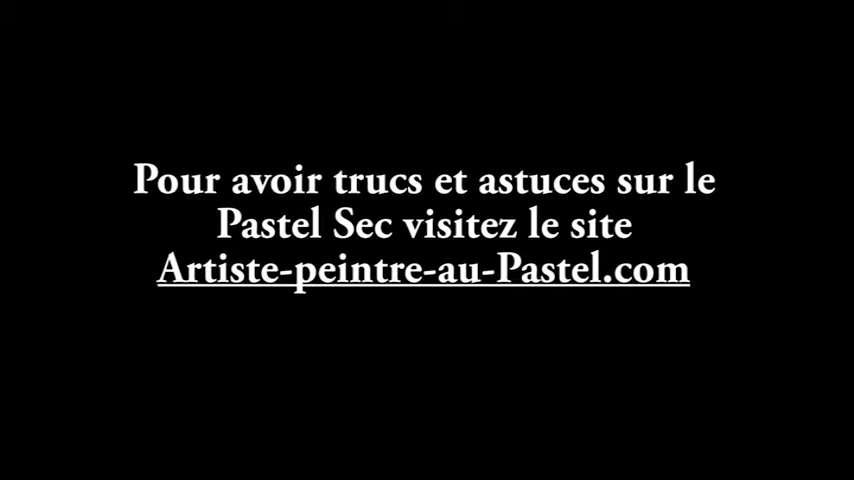 Pour avoir trucs et astuces sur le
Pastel Sec visitez le site
Artiste-peintre-au-Pastel.com